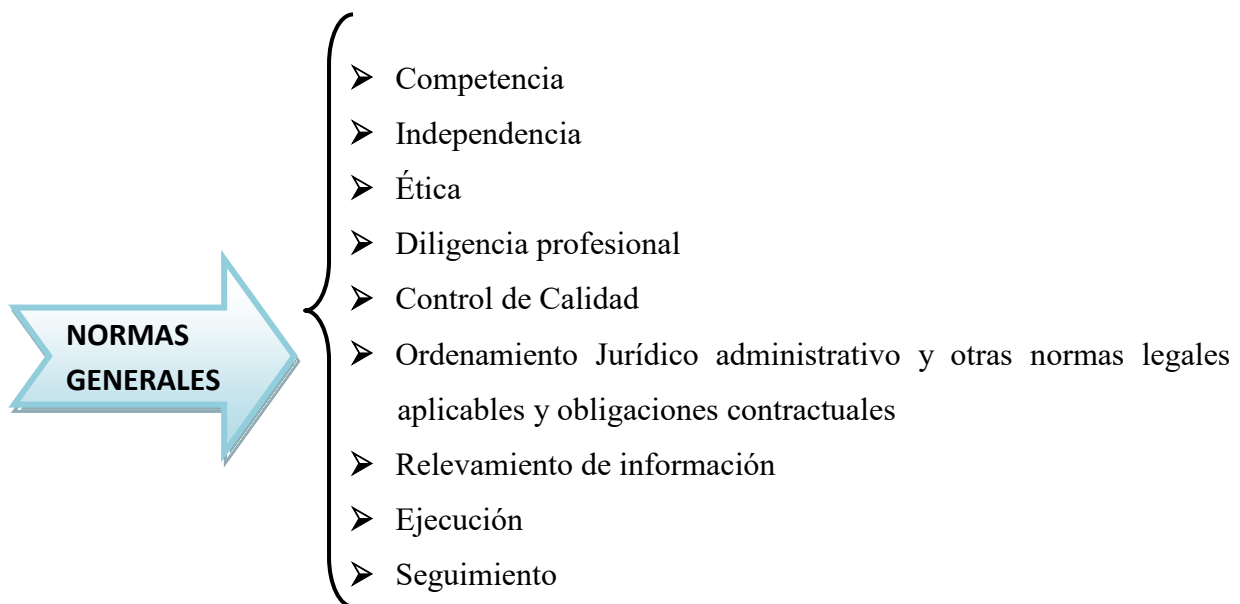 NORMAS
GENERALES
➢ Competencia
➢ Independencia
➢ Ética
➢ Diligencia profesional
➢ Control de Calidad
➢ Ordenamiento Jurídico administrativo y otras normas legales
aplicables y obligaciones contractuales
➢ Relevamiento de información
➢ Ejecución
➢ Seguimiento